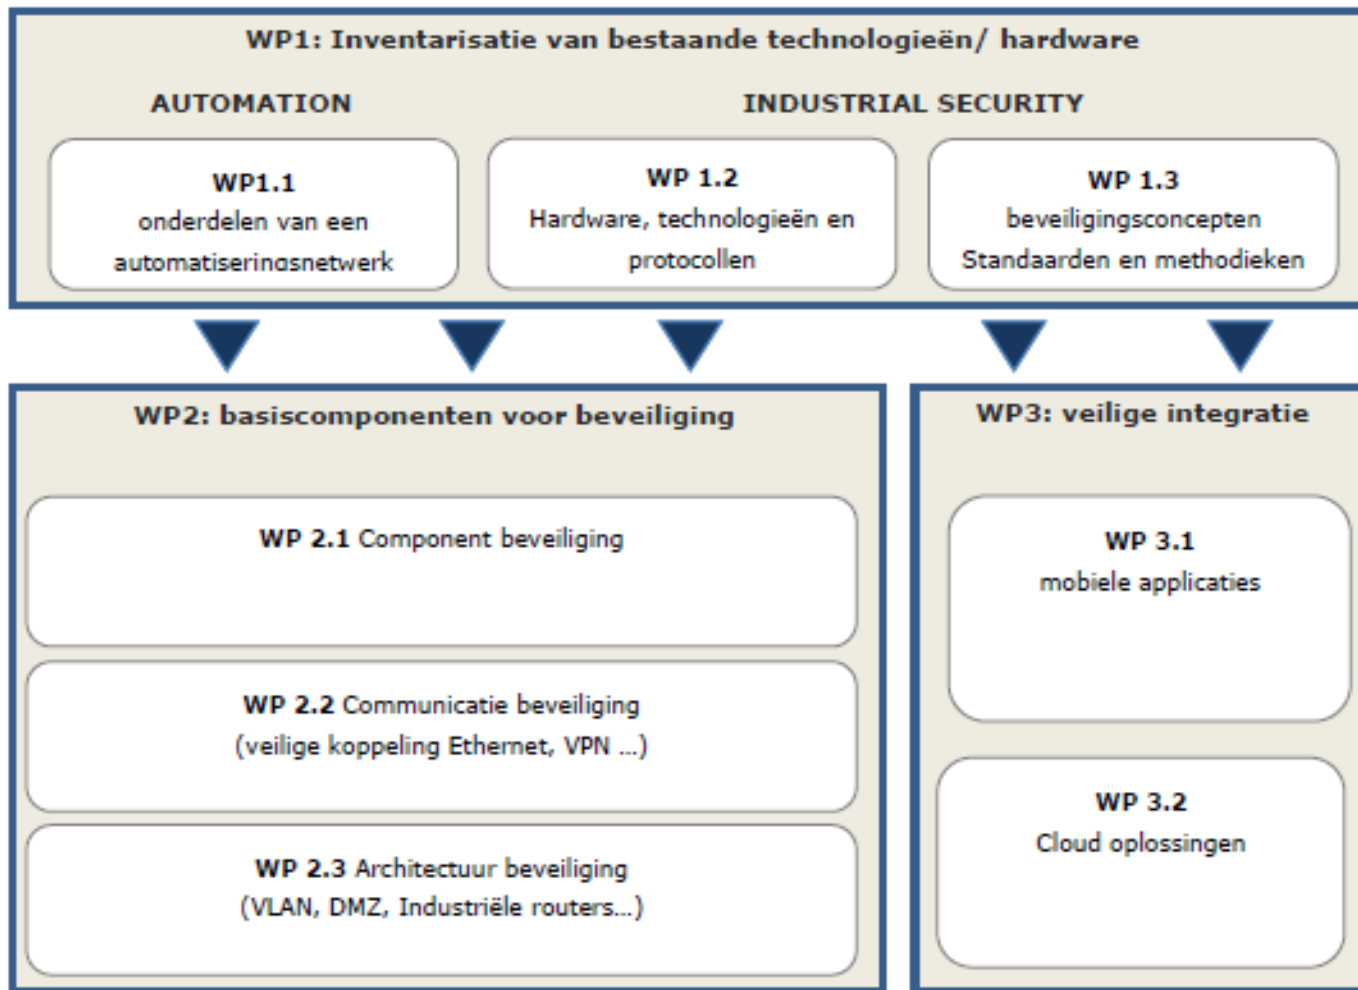 WP1: Inventarisatie van bestaande technologieën/ hardware
AUTOMATION
INDUSTRIAL SECURITY
WP1.1
onderdelen van een
automatiseringsnetwerk
WP 1.2
Hardware, technologieën en
protocollen
WP 1.3
beveiligingsconcepten
Standaarden en methodieken
WP2: basiscomponenten voor beveiliging
WP 2.1 Component beveiliging
WP 2.2 Communicatie beveiliging
(veilige koppeling Ethernet, VPN ...)
WP 2.3 Architectuur beveiliging
(VLAN, DMZ, Industriële routers...)
WP3: veilige integratie
WP 3.1
mobiele applicaties
WP 3.2
Cloud oplossingen